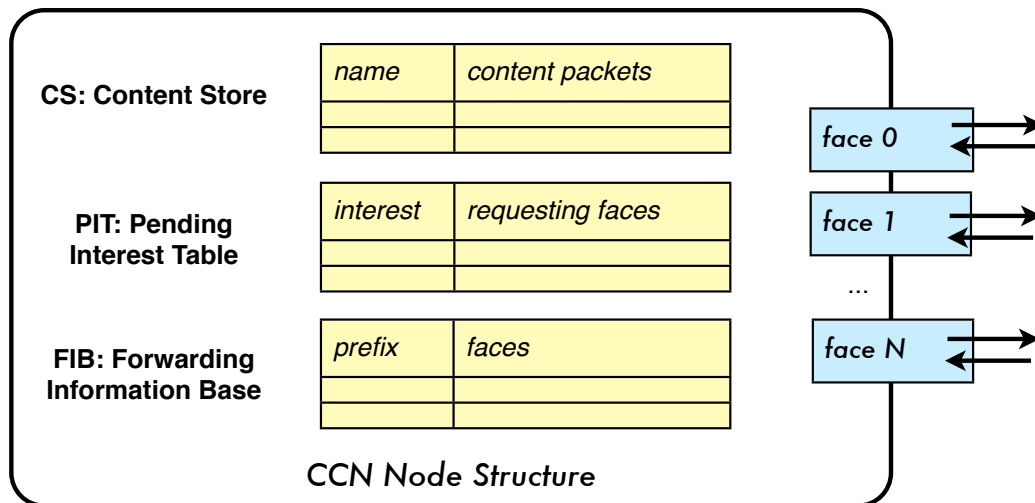 CS: Content Store
name
content packets
face 0
PIT: Pending
Interest Table
interest
requesting faces
face 1
...
FIB: Forwarding
Information Base
prefix
faces
face N
CCN Node Structure